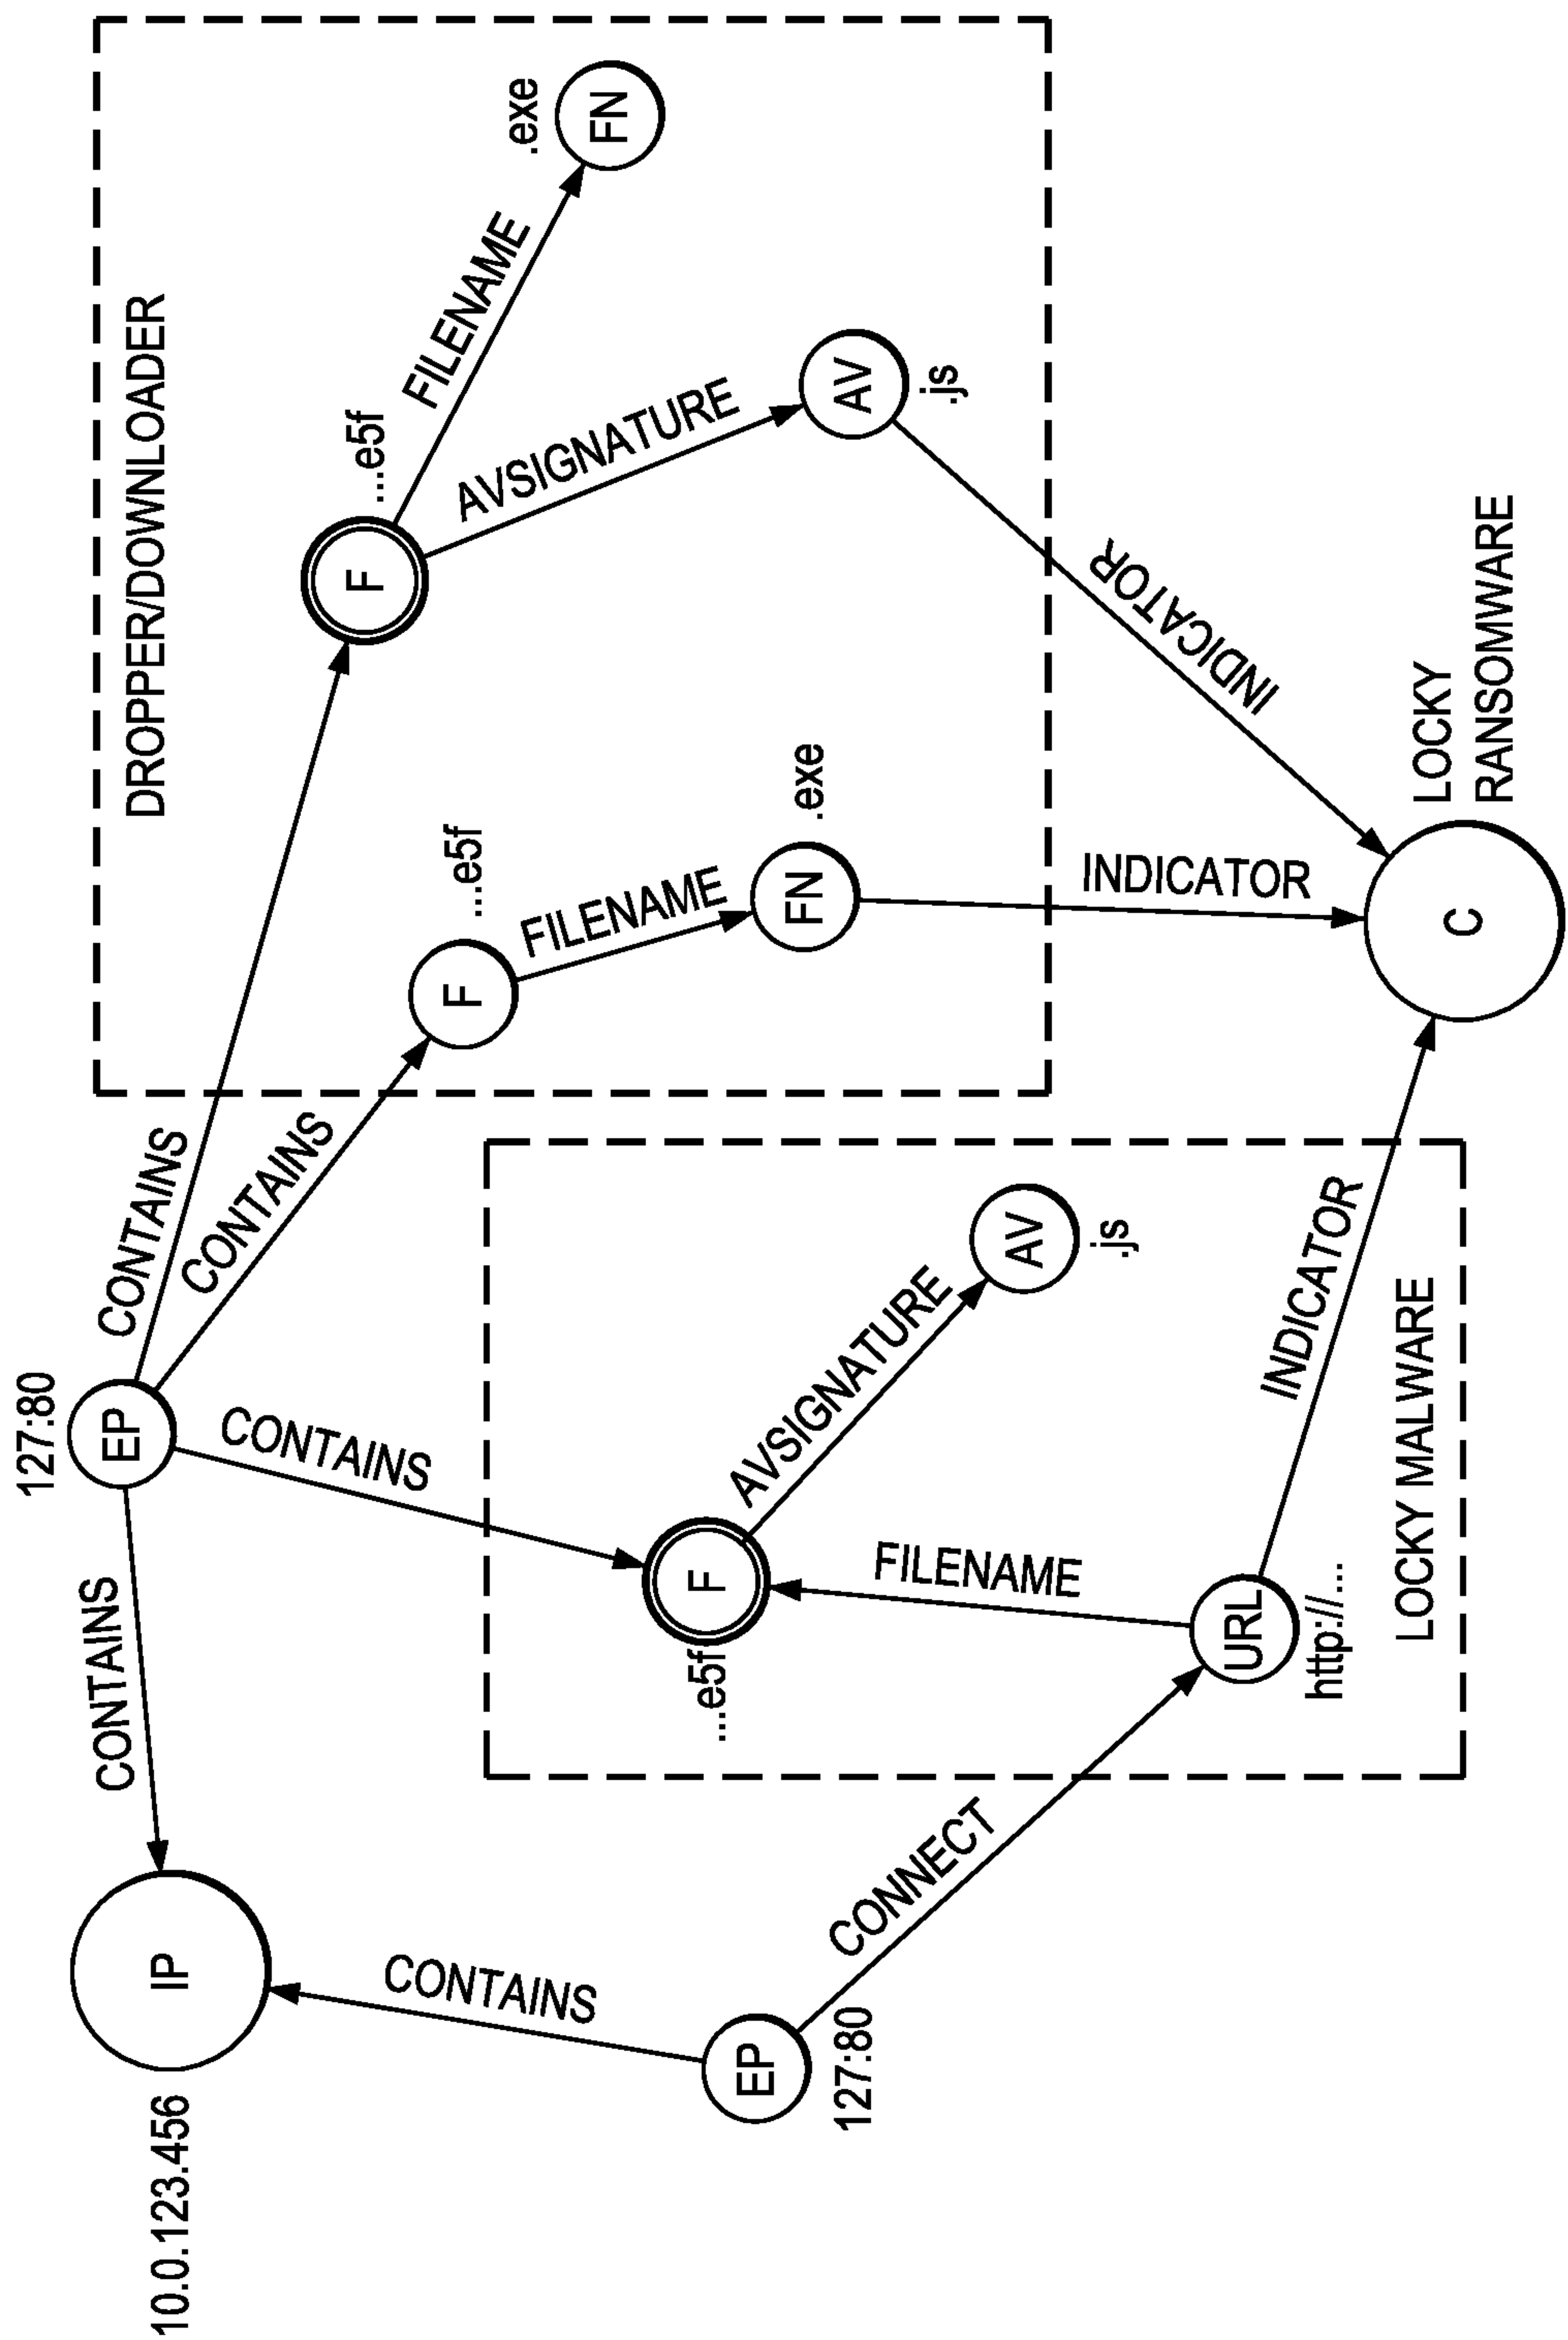 10.0.123.456
IP
CONTAINS
127:80
EP
CONTAINS
CONTAINS
DROPPER/DOWNLOADER
...e5f
F
FILENAME
.exe
FN
...e5f
F
AVSIGNATURE
FILENAME
.exe
FN
AV
.js
CONTAINS
CONTAINS
EP
127:80
CONNECT
...e5f
F
AVSIGNATURE
AV
.js
FILENAME
URL
http://...
LOCKY MALWARE
INDICATOR
INDICATOR
INDICATOR
C
LOCKY
RANSOMWARE